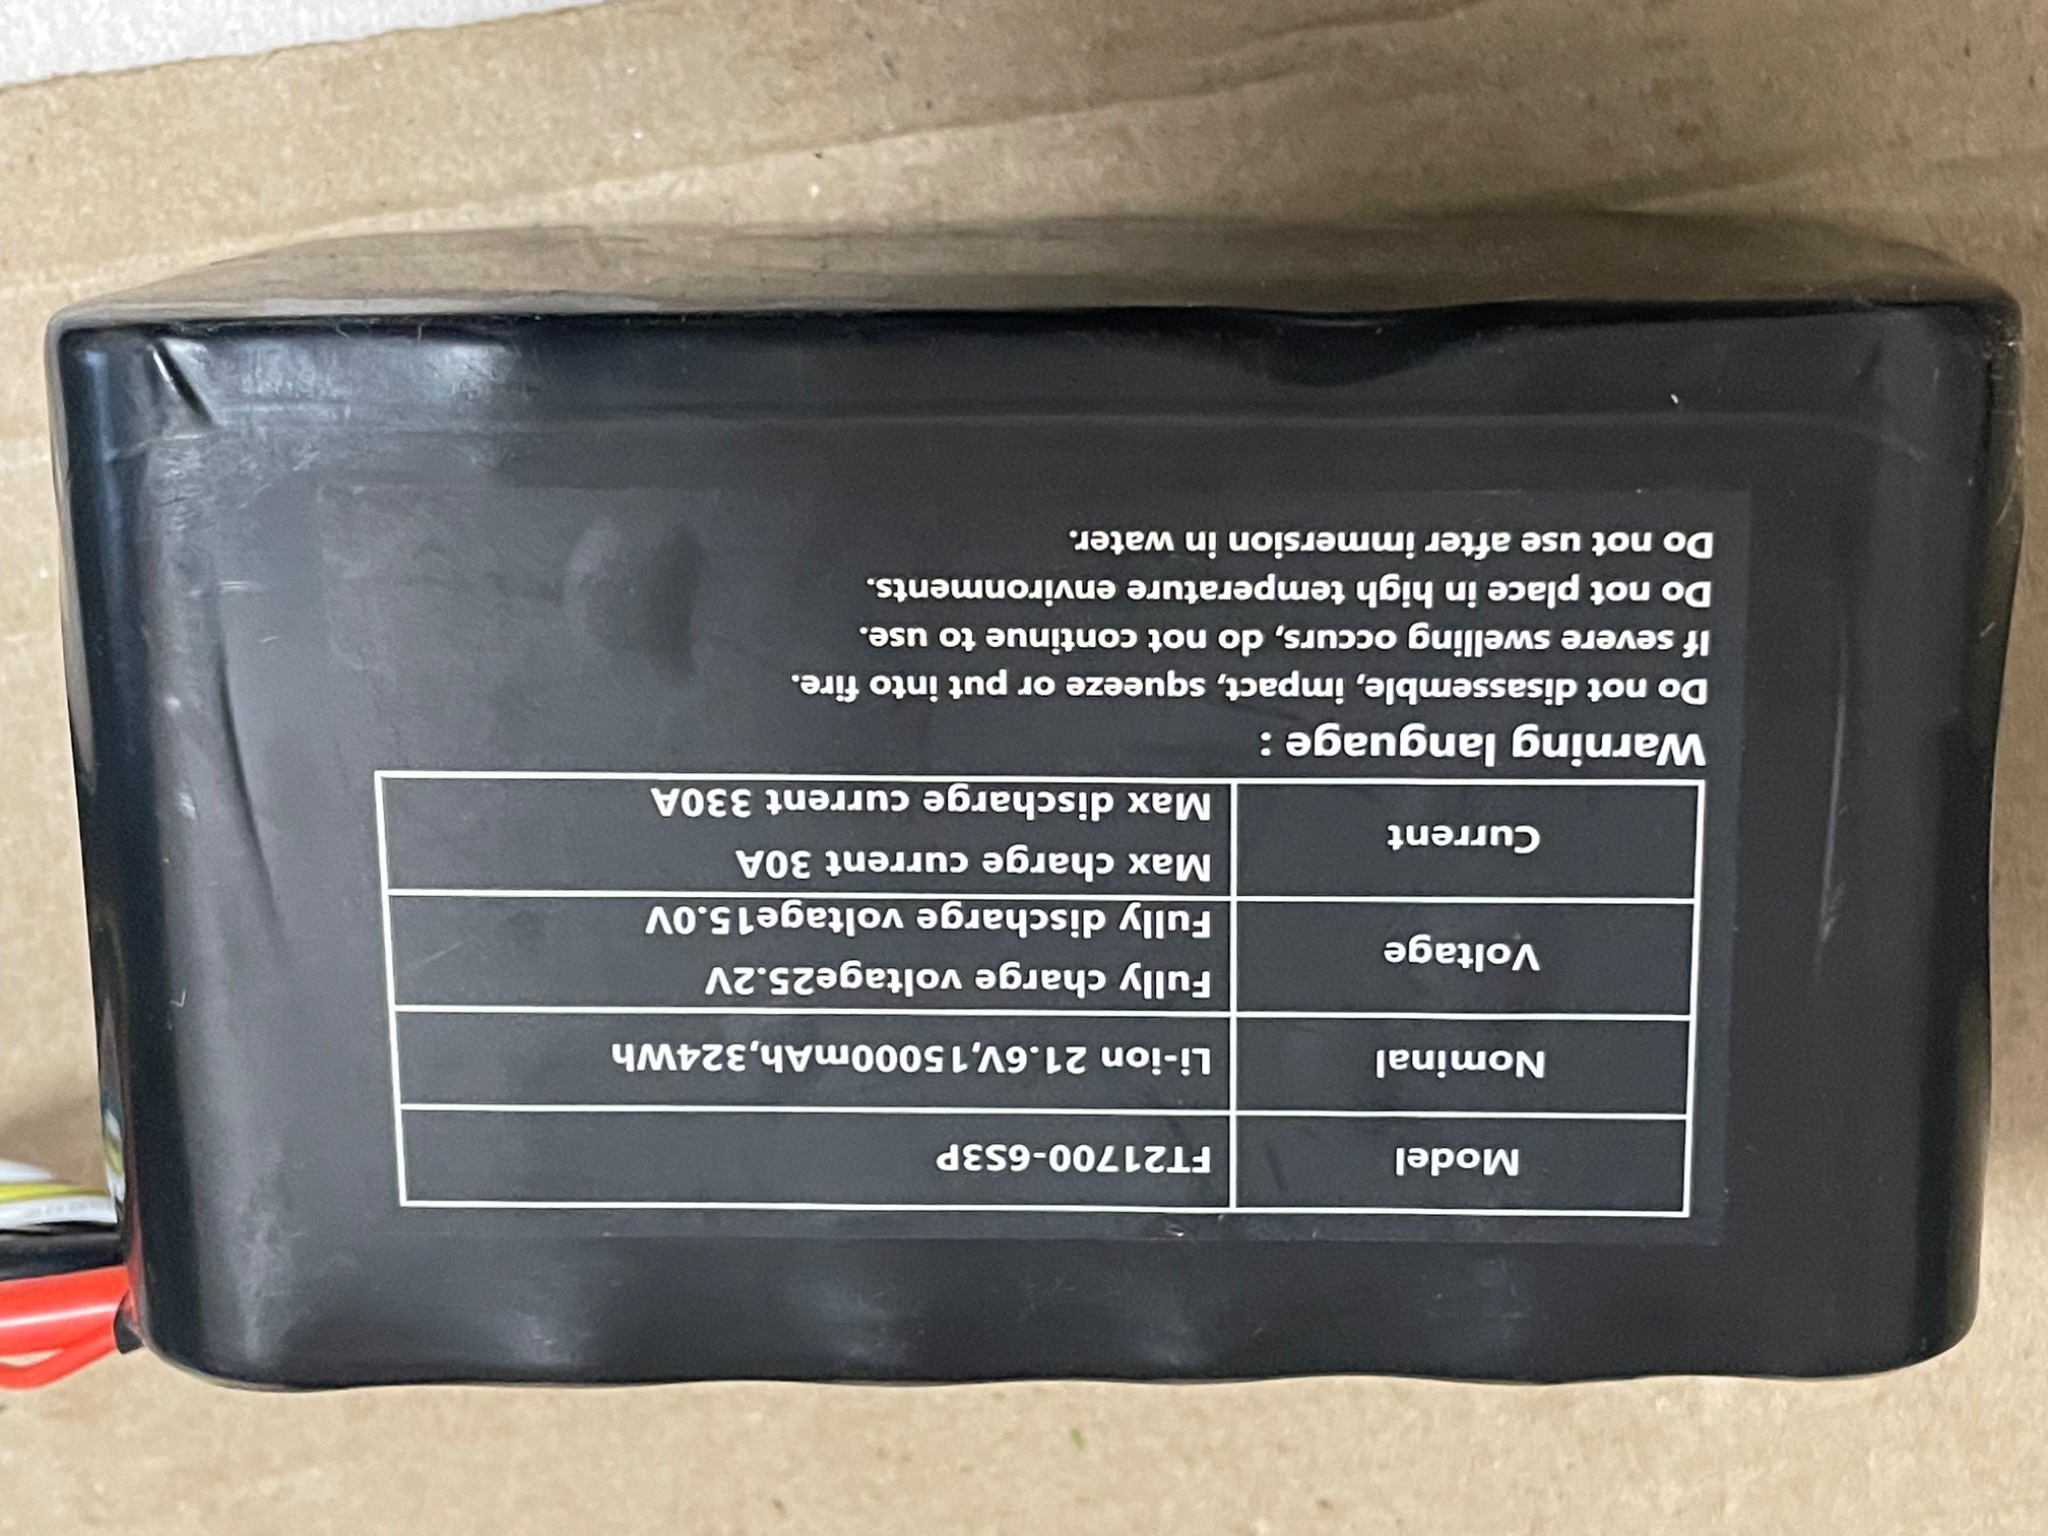 Model FT21700-6S3P
Nominal Li-ion 21.6V,15000mAh,324Wh
Voltage Fully charge voltage25.2V
Fully discharge voltage15.0V
Current Max charge current 30A
Max discharge current 330A
Warning language :
Do not disassemble, impact, squeeze or put into fire.
If severe swelling occurs, do not continue to use.
Do not place in high temperature environments.
Do not use after immersion in water.